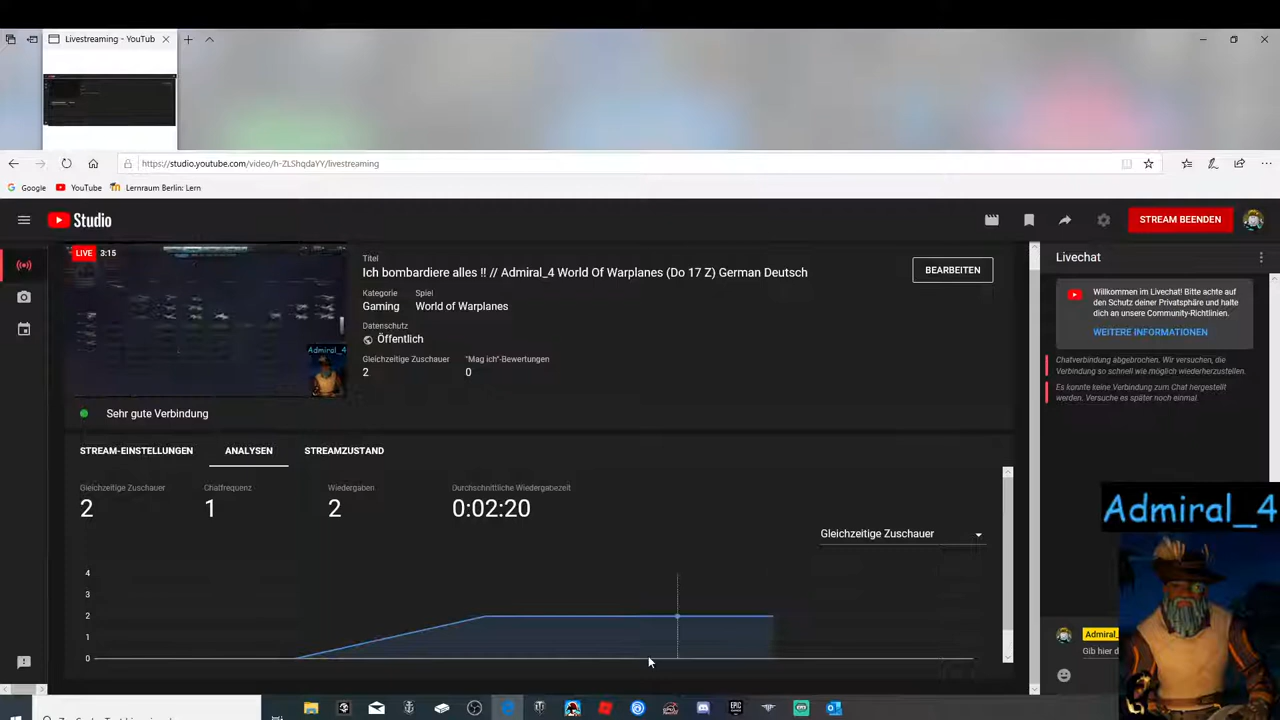 Livestreaming - YouTub
https://studio.youtube.com/video/h-ZLShqdaYY/livestreaming
Google
YouTube
Lernraum Berlin: Lern
Studio
STREAM BEENDEN
LIVE 3:15
Titel
Ich bombardiere alles !! // Admiral_4 World Of Warplanes (Do 17 Z) German Deutsch
BEARBEITEN
Kategorie Spiel
Gaming World of Warplanes
Datenschutz
Öffentlich
Gleichzeitige Zuschauer "Mag ich"-Bewertungen
2 0
Admiral_4
Sehr gute Verbindung
STREAM-EINSTELLUNGEN ANALYSEN STREAMZUSTAND
Gleichzeitige Zuschauer Chatfrequenz Wiedergaben Durchschnittliche Wiedergabezeit
2 1 2 0:02:20
Gleichzeitige Zuschauer
4
3
2
1
0
Livechat
Willkommen im Livechat! Bitte achte auf
den Schutz deiner Privatsphäre und halte
dich an unsere Community-Richtlinien.
WEITERE INFORMATIONEN
Chatverbindung abgebrochen. Wir versuchen, die
Verbindung so schnell wie möglich wiederherzustellen.
Es konnte keine Verbindung zum Chat hergestellt
werden. Versuche es später noch einmal.
Admiral_4
Admiral_
Gib hier d